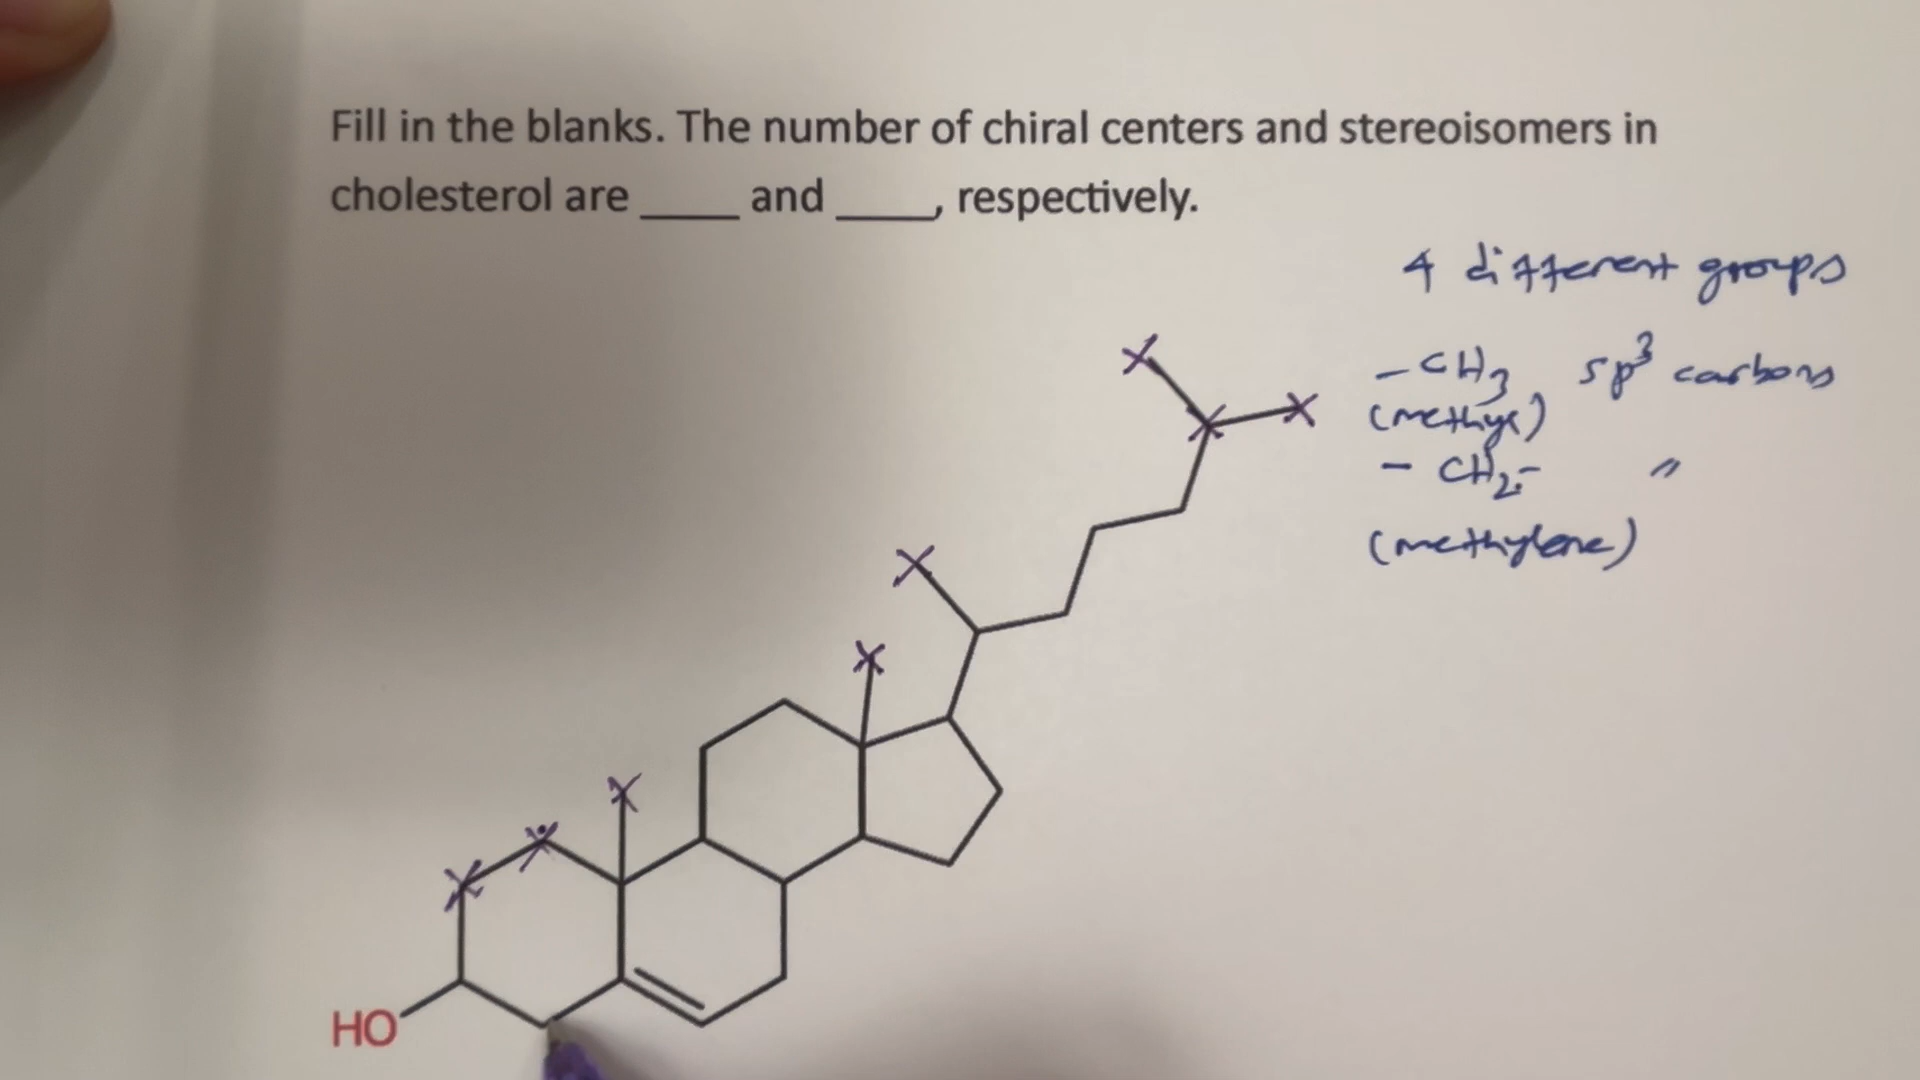 Fill in the blanks. The number of chiral centers and stereoisomers in
cholesterol are ____ and ____, respectively.
4 different groups
- CH3 sp3 carbons
(methyl)
- CH2- "
(methylene)
HO